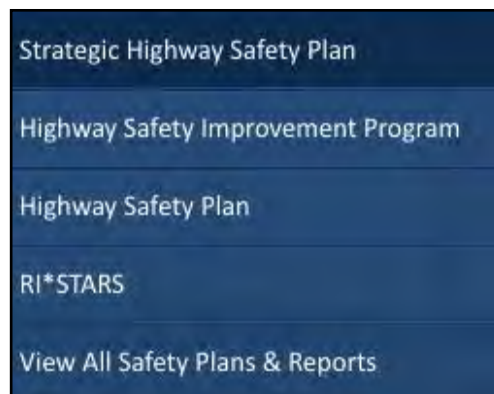 Strategic Highway Safety Plan
Highway Safety Improvement Program
Highway Safety Plan
RI*STARS
View All Safety Plans & Reports